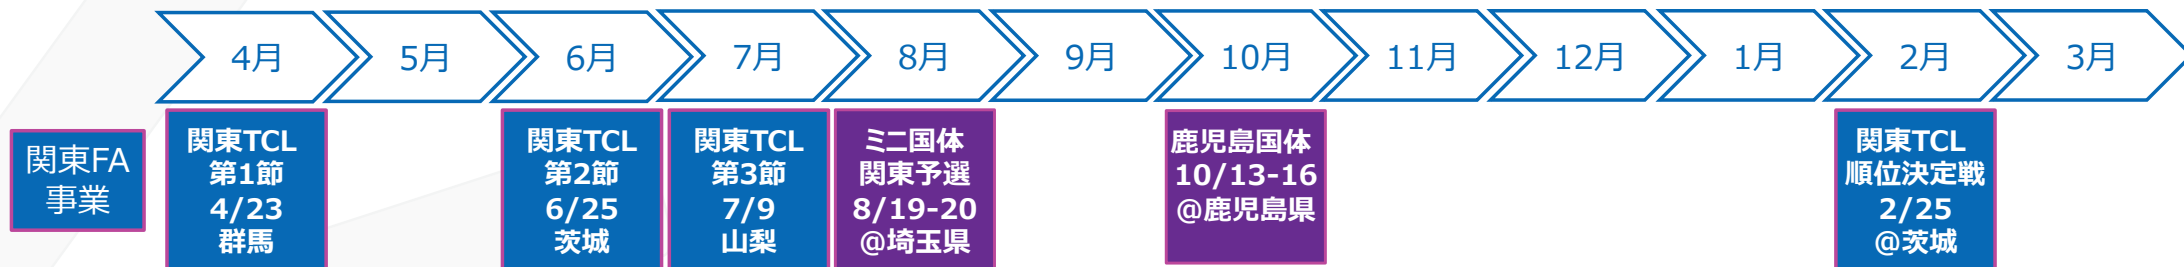 4月
5月
6月
7月
8月
9月
10月
11月
12月
1月
2月
3月
関東FA
事業
関東TCL
第1節
4/23
群馬
関東TCL
第2節
6/25
茨城
関東TCL
第3節
7/9
山梨
ミニ国体
関東予選
8/19-20
@埼玉県
鹿児島国体
10/13-16
@鹿児島県
関東TCL
順位決定戦
2/25
@茨城